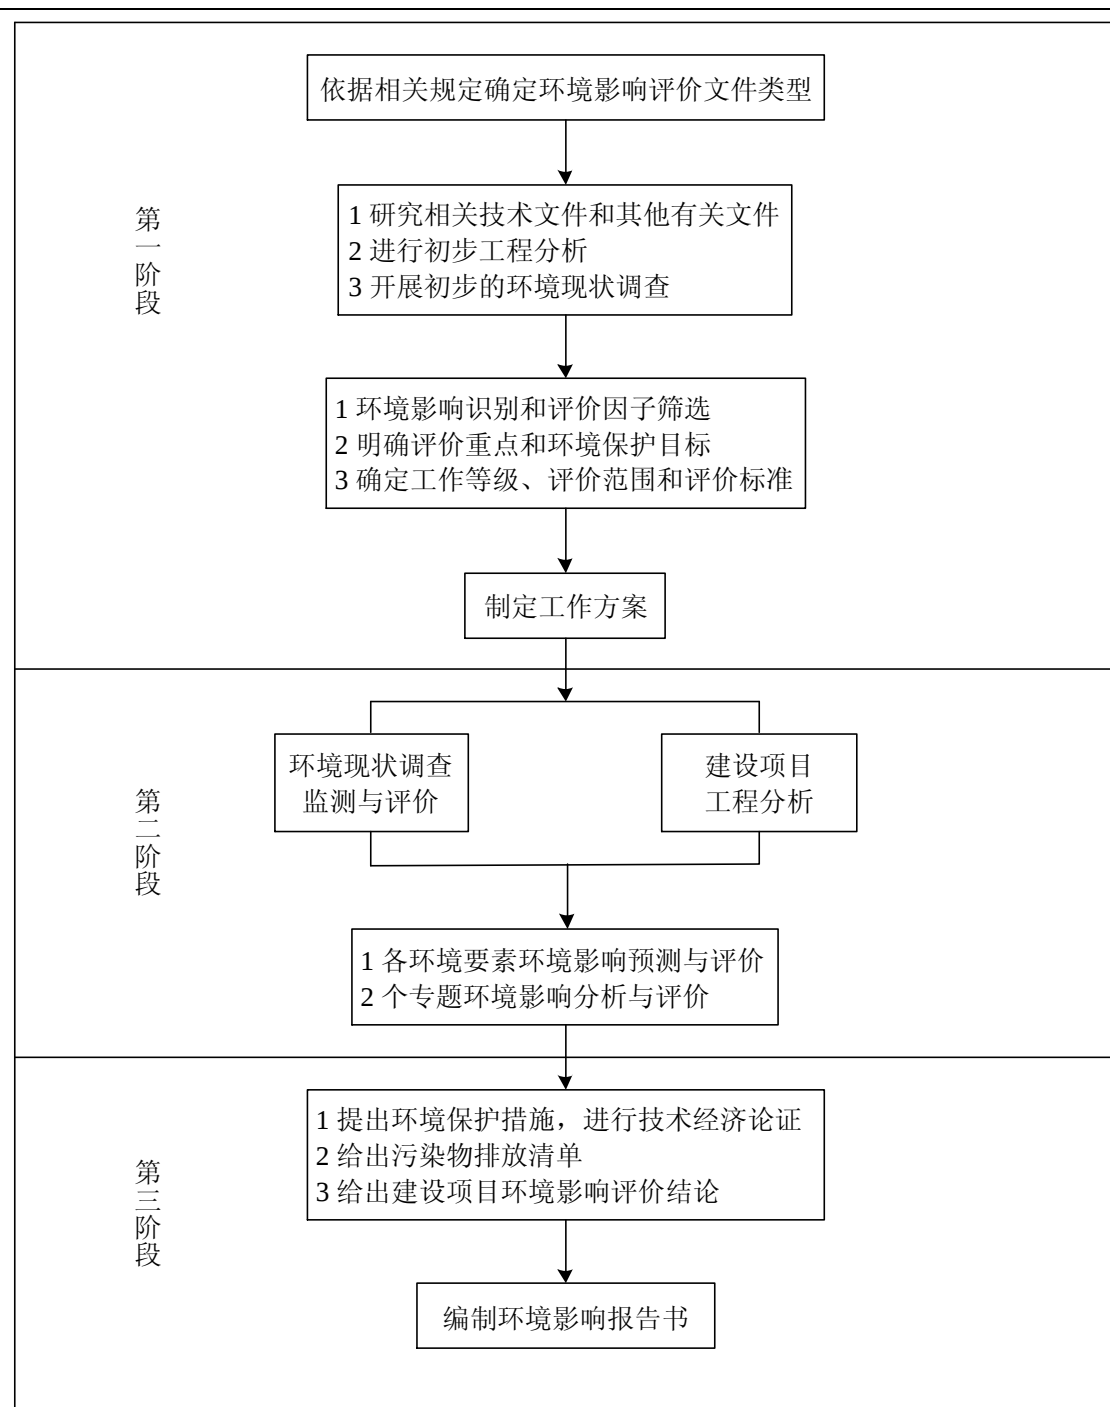 依据相关规定确定环境影响评价文件类型
第一阶段
1 研究相关技术文件和其他有关文件
2 进行初步工程分析
3 开展初步的环境现状调查
1 环境影响识别和评价因子筛选
2 明确评价重点和环境保护目标
3 确定工作等级、评价范围和评价标准
制定工作方案
第二阶段
环境现状调查
监测与评价
建设项目
工程分析
1 各环境要素环境影响预测与评价
2 个专题环境影响分析与评价
第三阶段
1 提出环境保护措施，进行技术经济论证
2 给出污染物排放清单
3 给出建设项目环境影响评价结论
编制环境影响报告书